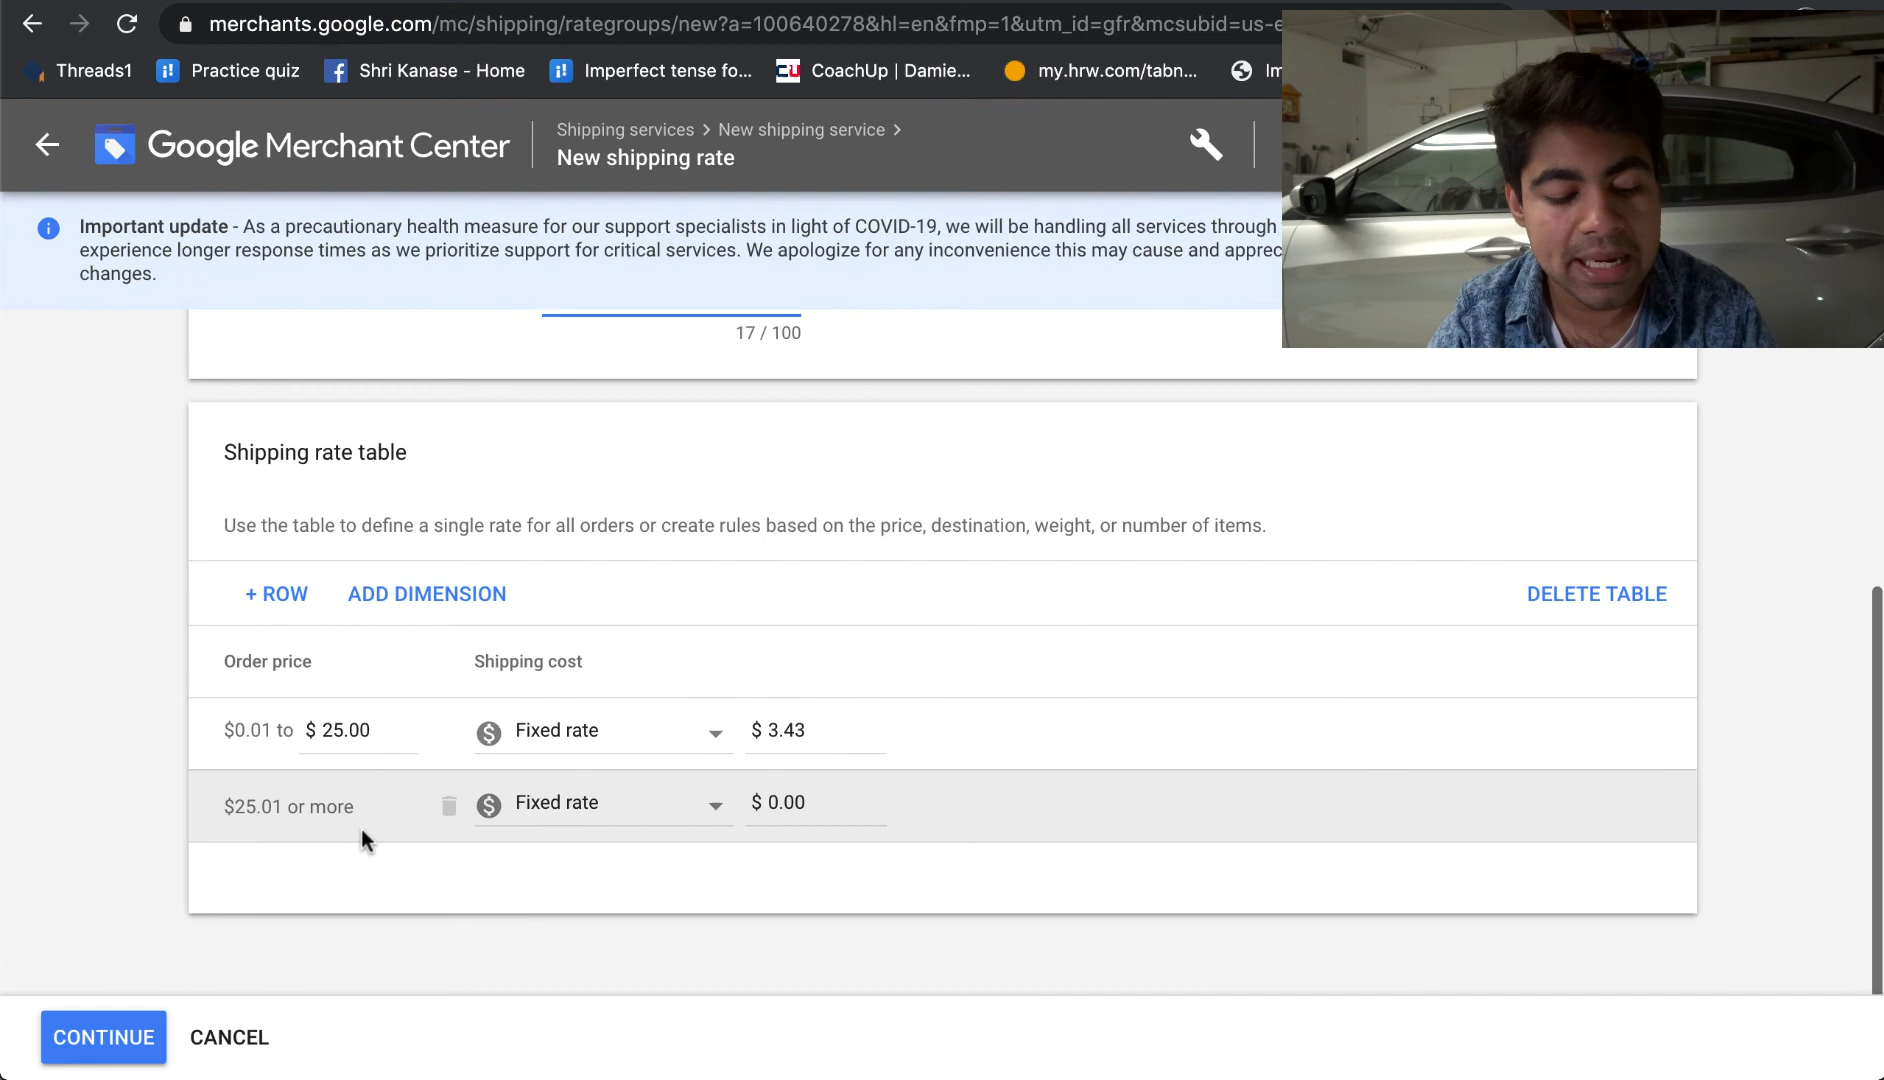 merchants.google.com/mc/shipping/rategroups/new?a=100640278&hl=en&fmp=1&utm_id=gfr&mcsubid=us-e
Threads1
Practice quiz
Shri Kanase - Home
Imperfect tense fo...
CU
CoachUp | Damie...
my.hrw.com/tabn...
Im
Google Merchant Center
Shipping services > New shipping service >
New shipping rate
Important update - As a precautionary health measure for our support specialists in light of COVID-19, we will be handling all services through
experience longer response times as we prioritize support for critical services. We apologize for any inconvenience this may cause and apprec
changes.
17 / 100
Shipping rate table
Use the table to define a single rate for all orders or create rules based on the price, destination, weight, or number of items.
+ ROW
ADD DIMENSION
DELETE TABLE
Order price
Shipping cost
$0.01 to $ 25.00
Fixed rate
$ 3.43
$25.01 or more
Fixed rate
$ 0.00
CONTINUE
CANCEL